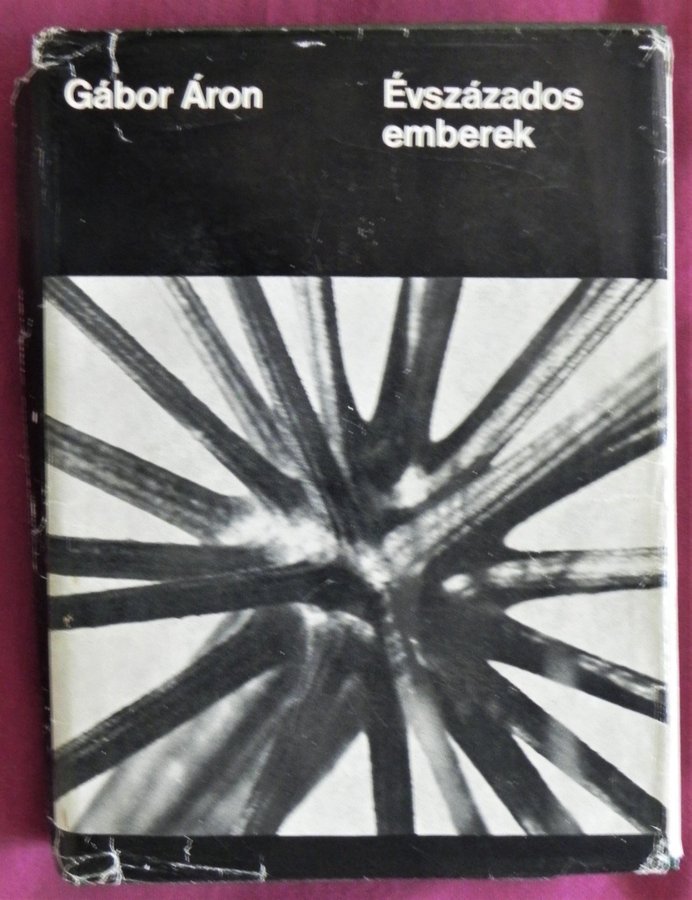 Gábor Áron
Évszázados
emberek